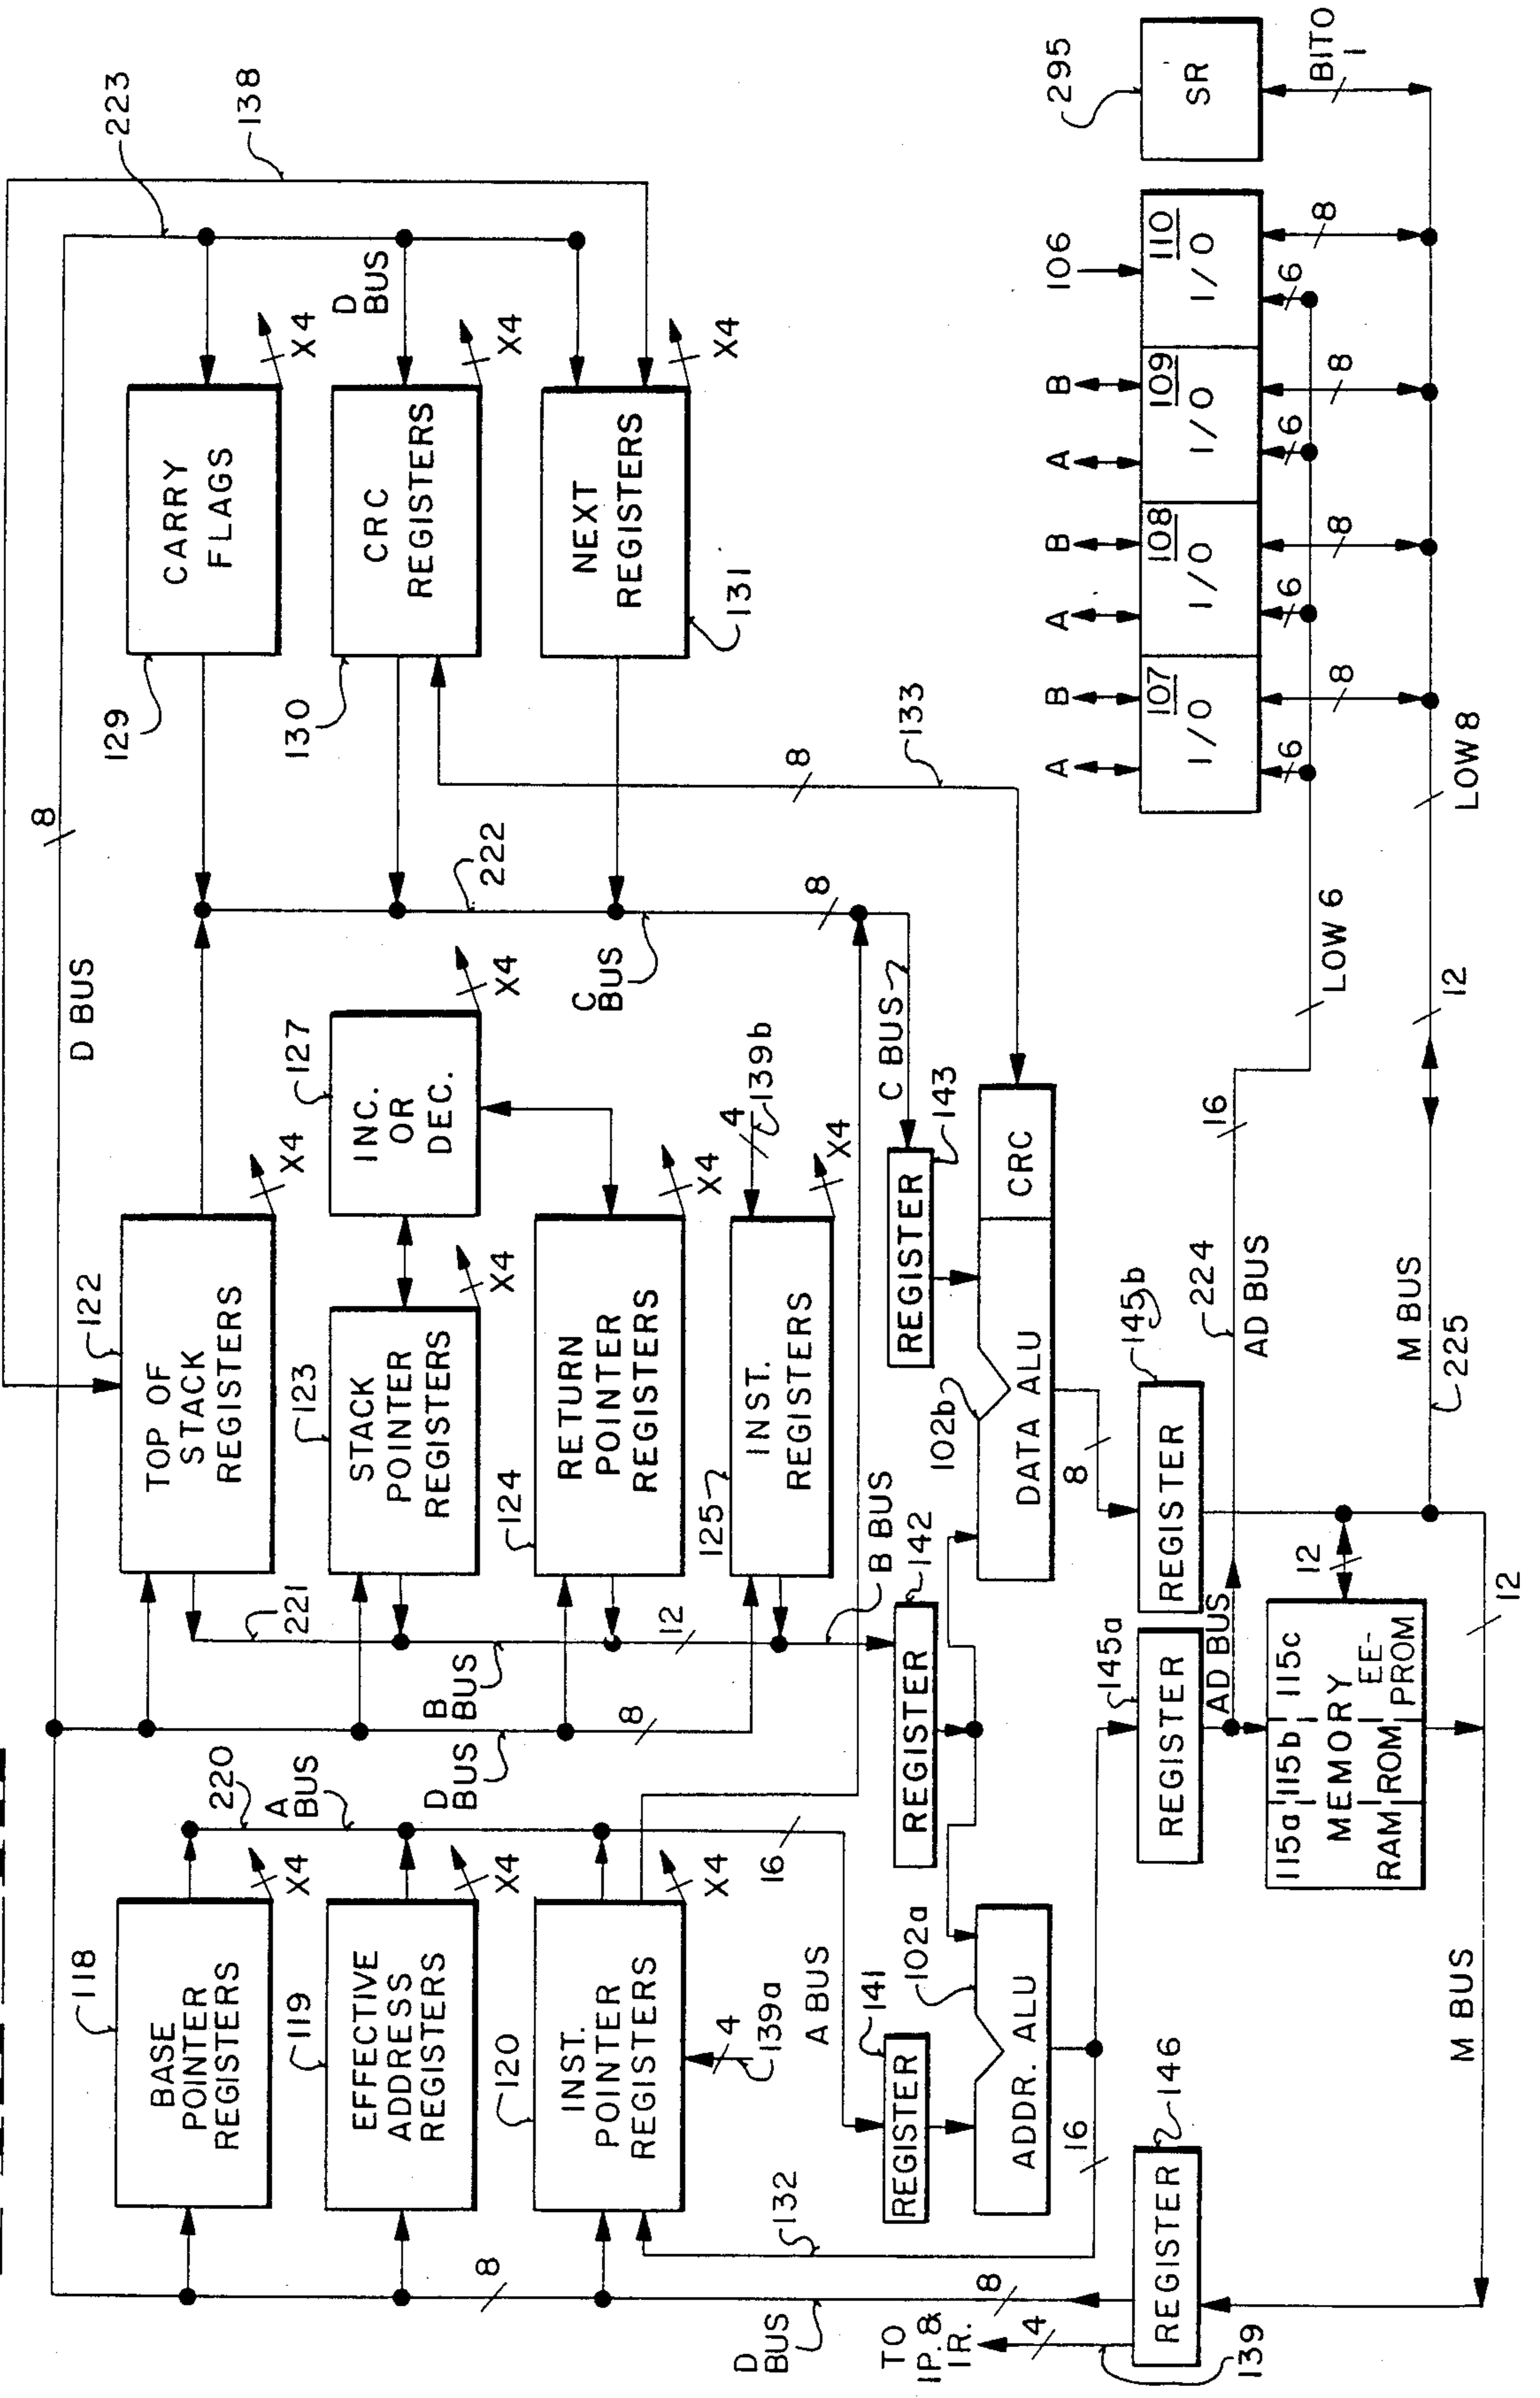 138
223
8
D BUS
118
BASE
POINTER
REGISTERS
X4
220
A
BUS
122
TOP OF
STACK
REGISTERS
X4
221
129
CARRY
FLAGS
X4
119
EFFECTIVE
ADDRESS
REGISTERS
X4
D
BUS
B
BUS
123
STACK
POINTER
REGISTERS
X4
127
INC.
OR
DEC.
X4
222
130
CRC
REGISTERS
X4
D
BUS
120
INST.
POINTER
REGISTERS
X4
4
139a
8
8
12
124
RETURN
POINTER
REGISTERS
X4
C
BUS
131
NEXT
REGISTERS
X4
125
INST.
REGISTERS
X4
4
139b
8
8
133
132
16
A BUS
B BUS
C BUS
141
REGISTER
142
REGISTER
143
REGISTER
102a
ADDR. ALU
16
102b
DATA ALU
CRC
8
D
BUS
8
TO
IP. &
IR.
4
139
REGISTER
146
145a
REGISTER
145b
REGISTER
AD BUS
224
AD BUS
16
LOW 6
115a
115b
115c
MEMORY
RAM
ROM
EE-
PROM
12
M BUS
12
M BUS
225
12
LOW 8
A
B
A
B
A
B
106
295
107
I/O
108
I/O
109
I/O
110
I/O
SR
6
8
6
8
6
8
6
8
BIT0
1